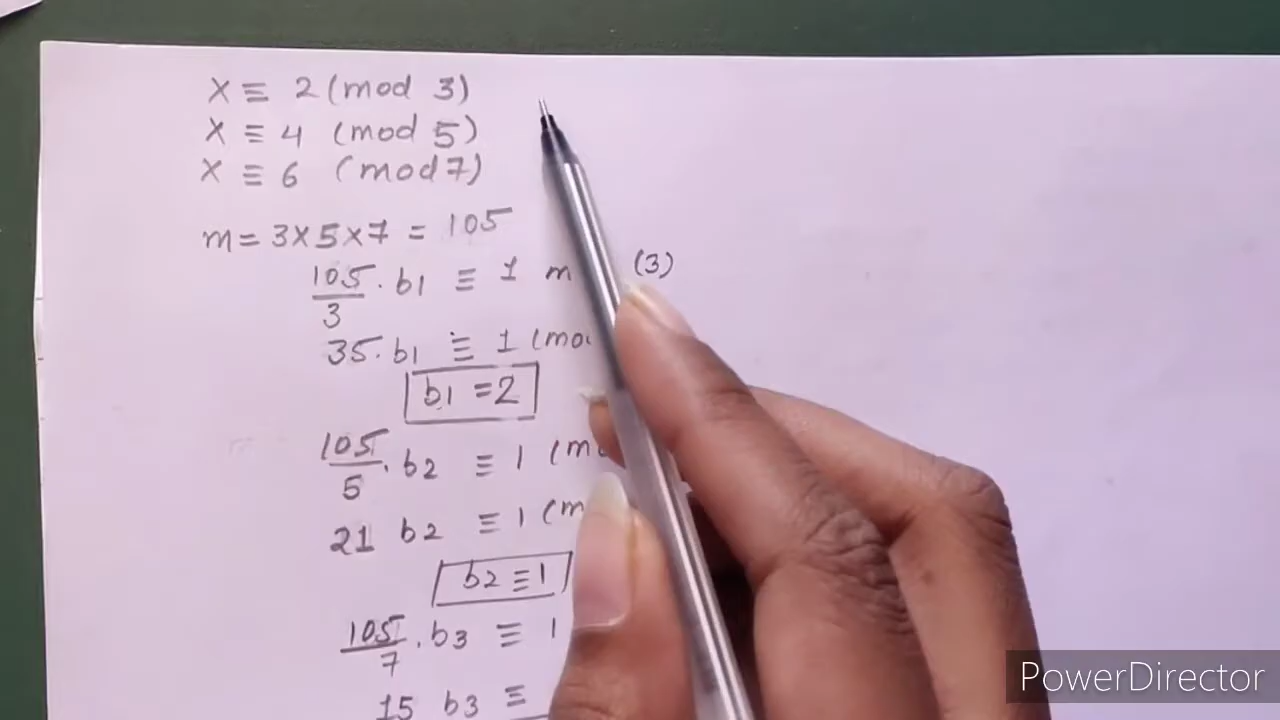 x ≡ 2 (mod 3)
x ≡ 4 (mod 5)
x ≡ 6 (mod 7)
m = 3×5×7 = 105
105/3 . b1 ≡ 1 m (3)
35. b1 ≡ 1 (mo
b1 = 2
105/5 . b2 ≡ 1 (m
21 b2 ≡ 1 (m
b2 ≡ 1
105/7 . b3 ≡ 1
15 b3 ≡
PowerDirector